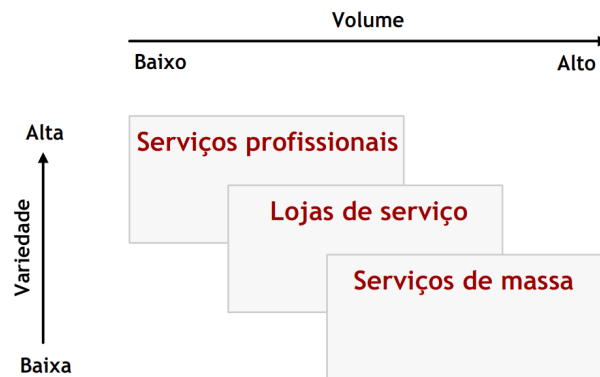 Volume
Baixo
Alto
Alta
Serviços profissionais
Lojas de serviço
Variedade
Serviços de massa
Baixa